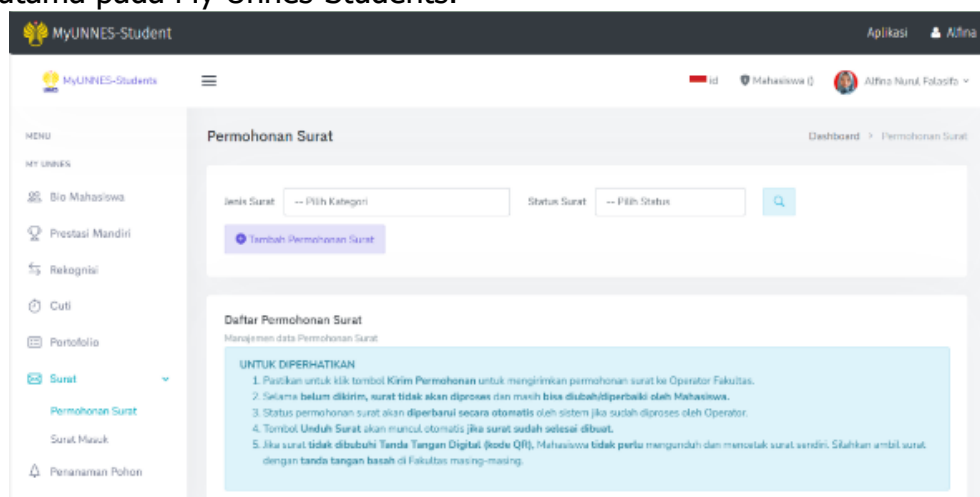 pada My Unnes Students.
MyUNNES-Student
Aplikasi Alfina
MyUNNES-Students
id Mahasiswa () Alfina Nurul Falasifa
MENU
Permohonan Surat
Dashboard > Permohonan Surat
MY UNNES
Bio Mahasiswa
Jenis Surat -- Pilih Kategori Status Surat -- Pilih Status
Prestasi Mandiri
Tambah Permohonan Surat
Rekognisi
Cuti
Daftar Permohonan Surat
Portofolio
Manajemen data Permohonan Surat
UNTUK DIPERHATIKAN
1. Pastikan untuk klik tombol Kirim Permohonan untuk mengirimkan permohonan surat ke Operator Fakultas.
Surat
2. Selama belum dikirim, surat tidak akan diproses dan masih bisa diubah/diperbaiki oleh Mahasiswa.
Permohonan Surat
3. Status permohonan surat akan diperbarui secara otomatis oleh sistem jika sudah diproses oleh Operator.
4. Tombol Unduh Surat akan muncul otomatis jika surat sudah selesai dibuat.
Surat Masuk
5. Jika surat tidak dibubuhi Tanda Tangan Digital (kode QR), Mahasiswa tidak perlu mengunduh dan mencetak surat sendiri. Silahkan ambil surat
dengan tanda tangan basah di Fakultas masing-masing.
Penanaman Pohon